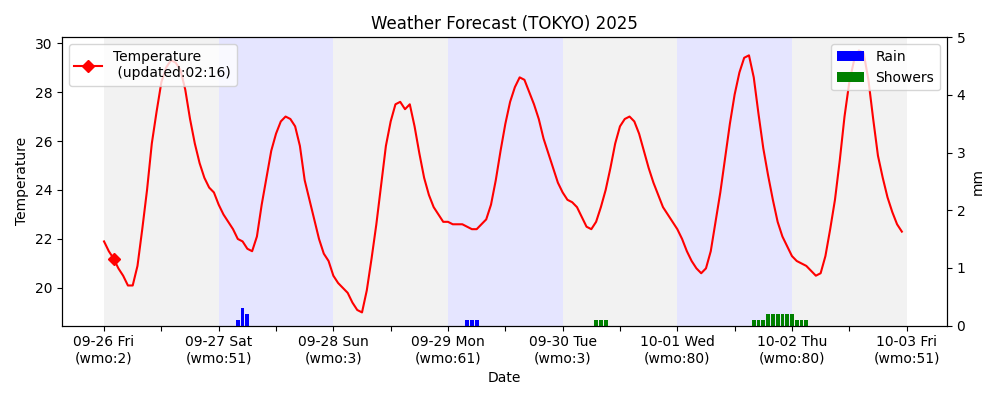 Weather Forecast (TOKYO) 2025
Temperature
(updated:02:16)
Rain
Showers
30
28
26
24
22
20
Temperature
5
4
3
2
1
0
mm
09-26 Fri 09-27 Sat 09-28 Sun 09-29 Mon 09-30 Tue 10-01 Wed 10-02 Thu 10-03 Fri
(wmo:2) (wmo:51) (wmo:3) (wmo:61) (wmo:3) (wmo:80) (wmo:80) (wmo:51)
Date